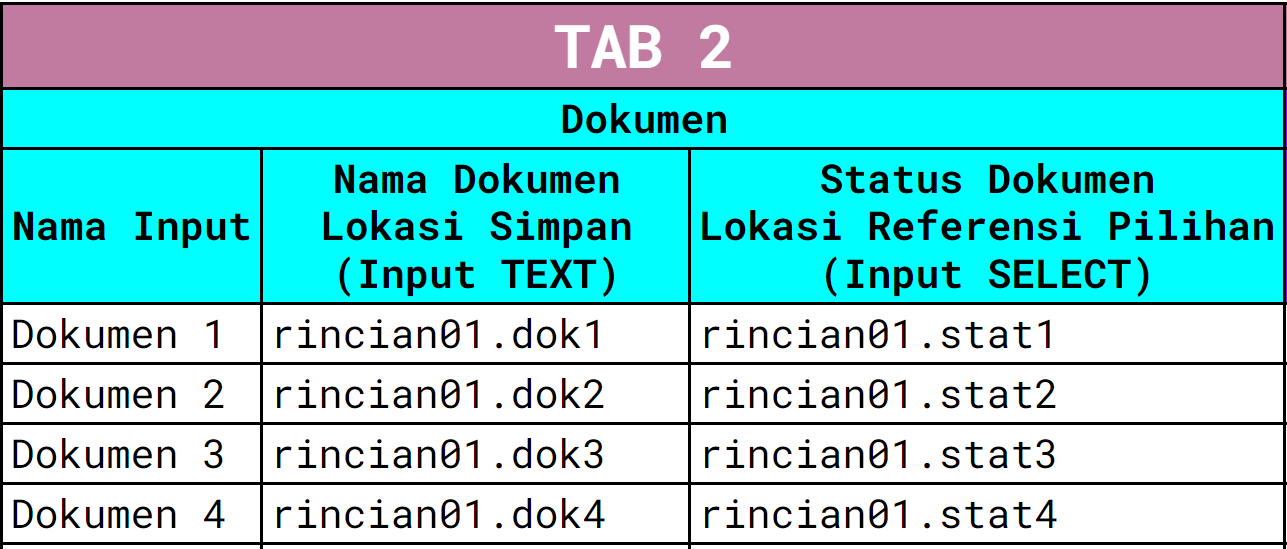 TAB 2
Dokumen
Nama Input
Nama Dokumen
Lokasi Simpan
(Input TEXT)
Status Dokumen
Lokasi Referensi Pilihan
(Input SELECT)
Dokumen 1 rincian01.dok1 rincian01.stat1
Dokumen 2 rincian01.dok2 rincian01.stat2
Dokumen 3 rincian01.dok3 rincian01.stat3
Dokumen 4 rincian01.dok4 rincian01.stat4